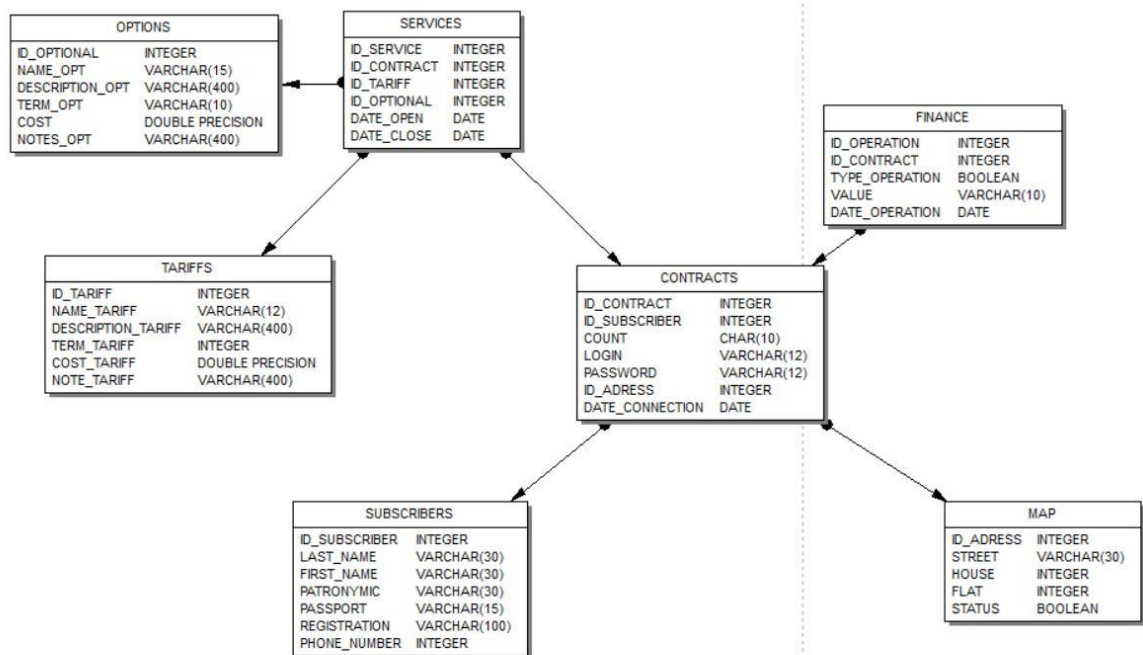 OPTIONS
ID_OPTIONAL INTEGER
NAME_OPT VARCHAR(15)
DESCRIPTION_OPT VARCHAR(400)
TERM_OPT VARCHAR(10)
COST DOUBLE PRECISION
NOTES_OPT VARCHAR(400)
SERVICES
ID_SERVICE INTEGER
ID_CONTRACT INTEGER
ID_TARIFF INTEGER
ID_OPTIONAL INTEGER
DATE_OPEN DATE
DATE_CLOSE DATE
FINANCE
ID_OPERATION INTEGER
ID_CONTRACT INTEGER
TYPE_OPERATION BOOLEAN
VALUE VARCHAR(10)
DATE_OPERATION DATE
TARIFFS
ID_TARIFF INTEGER
NAME_TARIFF VARCHAR(12)
DESCRIPTION_TARIFF VARCHAR(400)
TERM_TARIFF INTEGER
COST_TARIFF DOUBLE PRECISION
NOTE_TARIFF VARCHAR(400)
CONTRACTS
ID_CONTRACT INTEGER
ID_SUBSCRIBER INTEGER
COUNT CHAR(10)
LOGIN VARCHAR(12)
PASSWORD VARCHAR(12)
ID_ADRESS INTEGER
DATE_CONNECTION DATE
SUBSCRIBERS
ID_SUBSCRIBER INTEGER
LAST_NAME VARCHAR(30)
FIRST_NAME VARCHAR(30)
PATRONYMIC VARCHAR(30)
PASSPORT VARCHAR(15)
REGISTRATION VARCHAR(100)
PHONE_NUMBER INTEGER
MAP
ID_ADRESS INTEGER
STREET VARCHAR(30)
HOUSE INTEGER
FLAT INTEGER
STATUS BOOLEAN